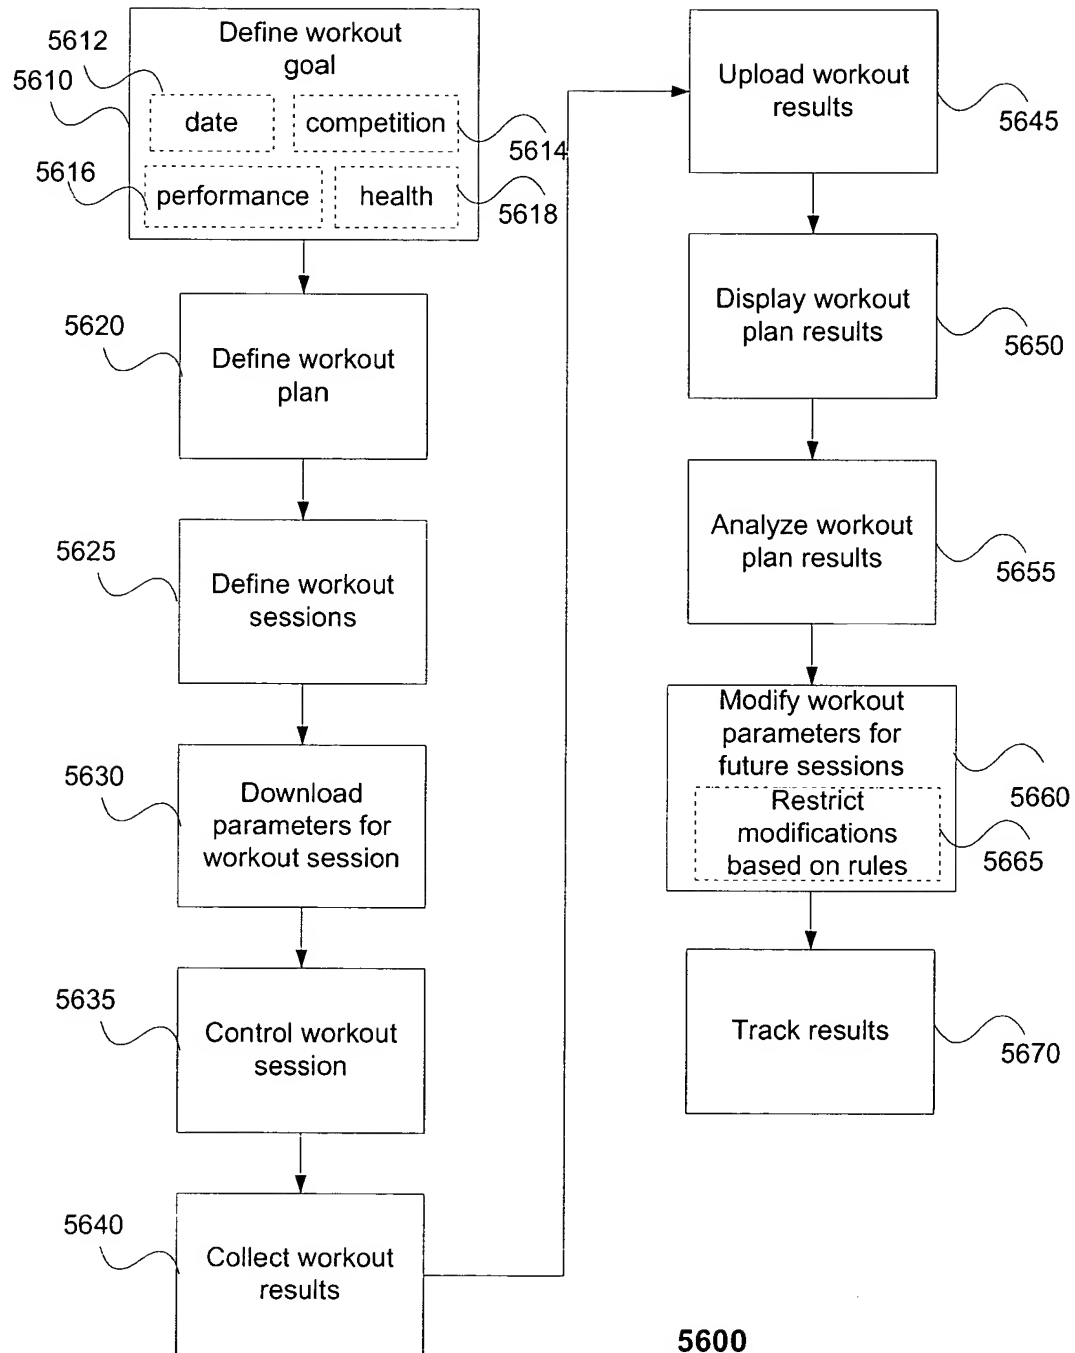 5612
5610
Define workout
goal
date
competition
5614
5616
performance
health
5618
5620
Define workout
plan
5625
Define workout
sessions
5630
Download
parameters for
workout session
5635
Control workout
session
5640
Collect workout
results
Upload workout
results
5645
Display workout
plan results
5650
Analyze workout
plan results
5655
Modify workout
parameters for
future sessions
5660
Restrict
modifications
based on rules
5665
Track results
5670
5600